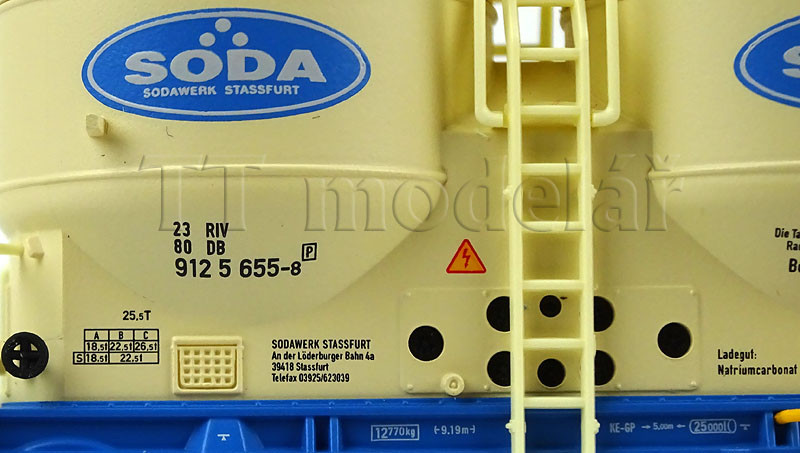 SODA
SODAWERK STASSFURT
TT modelář
23 RIV
80 DB
912 5 655-8 P
Die Ta
Ra
Be
25,5T
A B C
18,5t 22,5t 26,5t
S 18,5t 22,5t
SODAWERK STASSFURT
An der Löderburger Bahn 4a
39418 Stassfurt
Telefax 03925/623039
Ladegut:
Natriumcarbonat
12770kg
(-9.19m-)
KE-GP
→ 5,00m ←
25000l